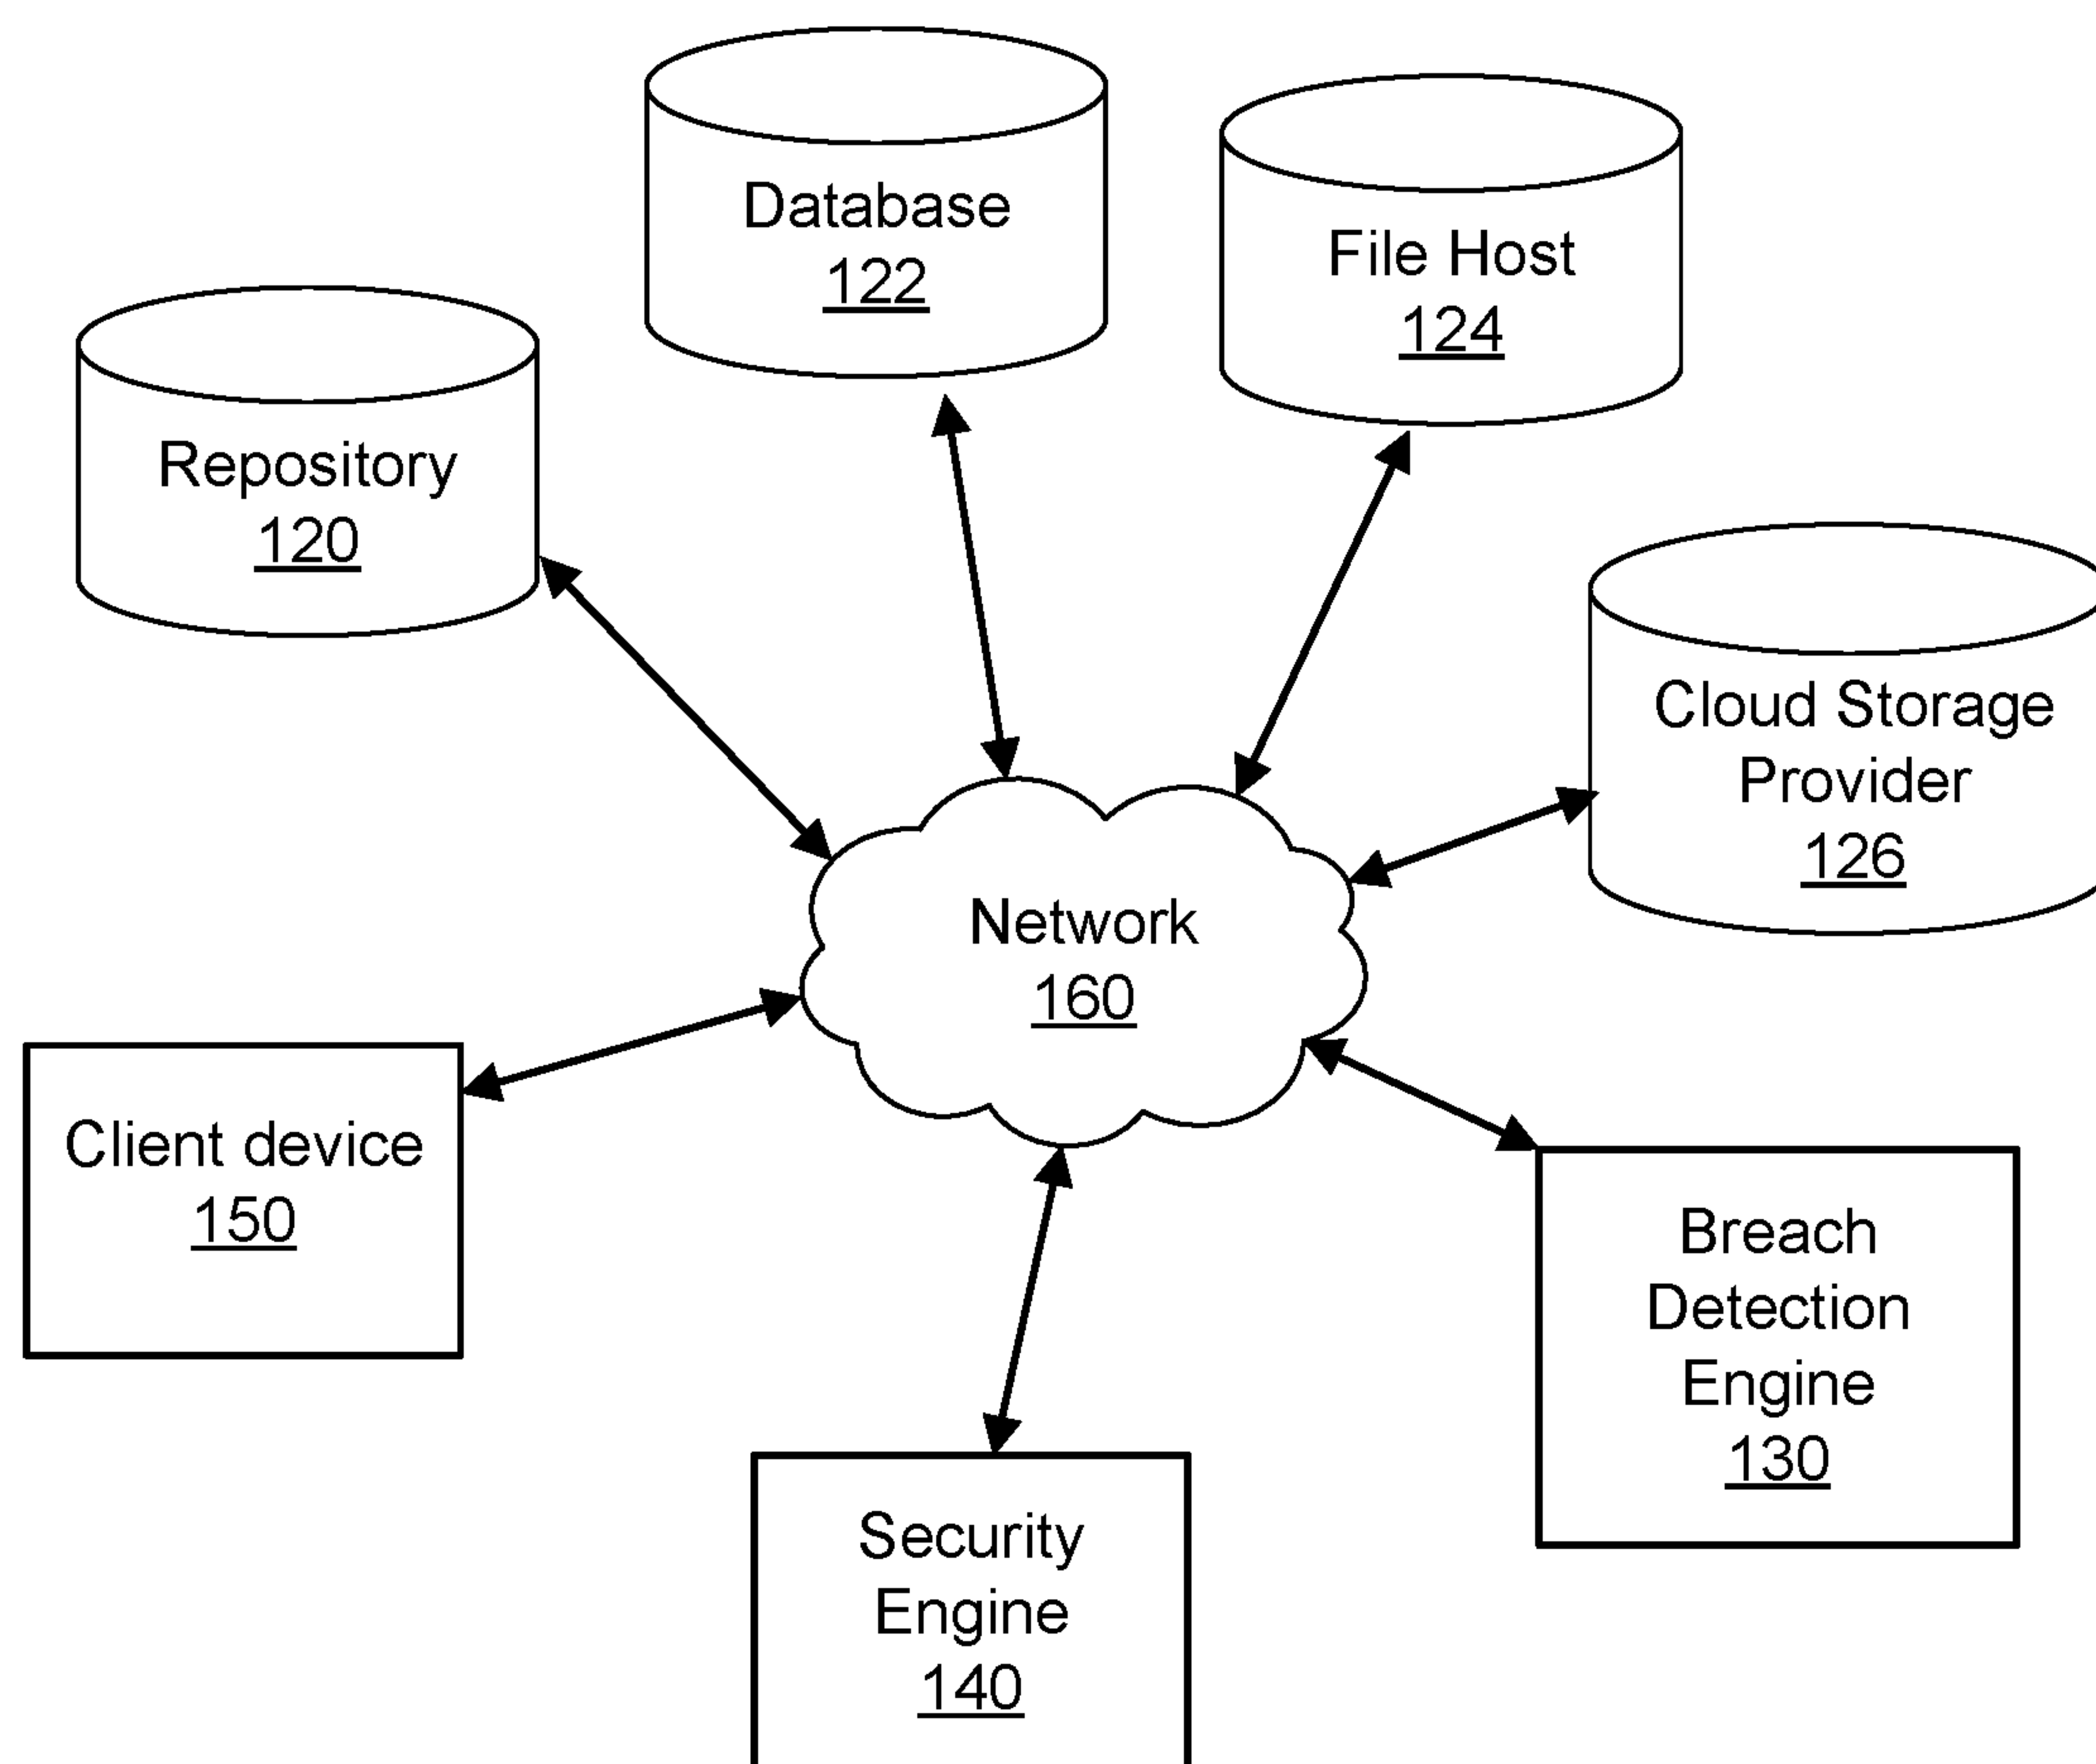 Database
122
File Host
124
Repository
120
Cloud Storage
Provider
126
Network
160
Client device
150
Breach
Detection
Engine
130
Security
Engine
140